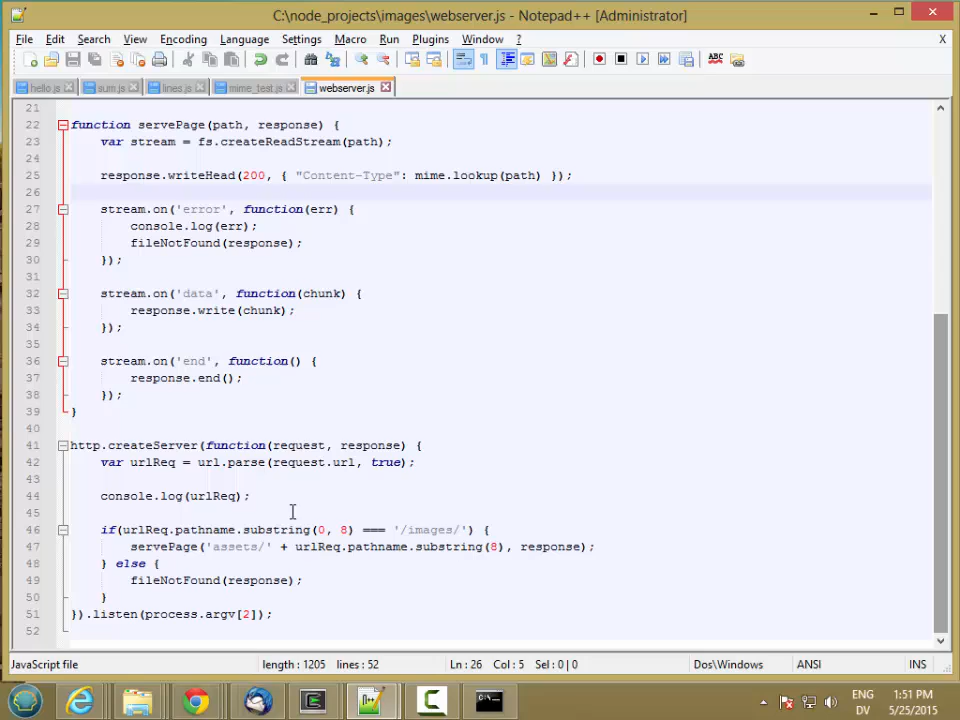 C:\node_projects\images\webserver.js - Notepad++ [Administrator]
File Edit Search View Encoding Language Settings Macro Run Plugins Window ? X
ABC
hello.js sum.js lines.js mime_test.js webserver.js
21
22 function servePage(path, response) {
23 var stream = fs.createReadStream(path);
24
25 response.writeHead(200, { "Content-Type": mime.lookup(path) });
26
27 stream.on('error', function(err) {
28 console.log(err);
29 fileNotFound(response);
30 });
31
32 stream.on('data', function(chunk) {
33 response.write(chunk);
34 });
35
36 stream.on('end', function() {
37 response.end();
38 });
39 }
40
41 http.createServer(function(request, response) {
42 var urlReq = url.parse(request.url, true);
43
44 console.log(urlReq);
45
46 if(urlReq.pathname.substring(0, 8) === '/images/') {
47 servePage('assets/' + urlReq.pathname.substring(8), response);
48 } else {
49 fileNotFound(response);
50 }
51 }).listen(process.argv[2]);
52
JavaScript file length : 1205 lines : 52 Ln : 26 Col : 5 Sel : 0 | 0 Dos\Windows ANSI INS
ENG 1:51 PM
DV 5/25/2015